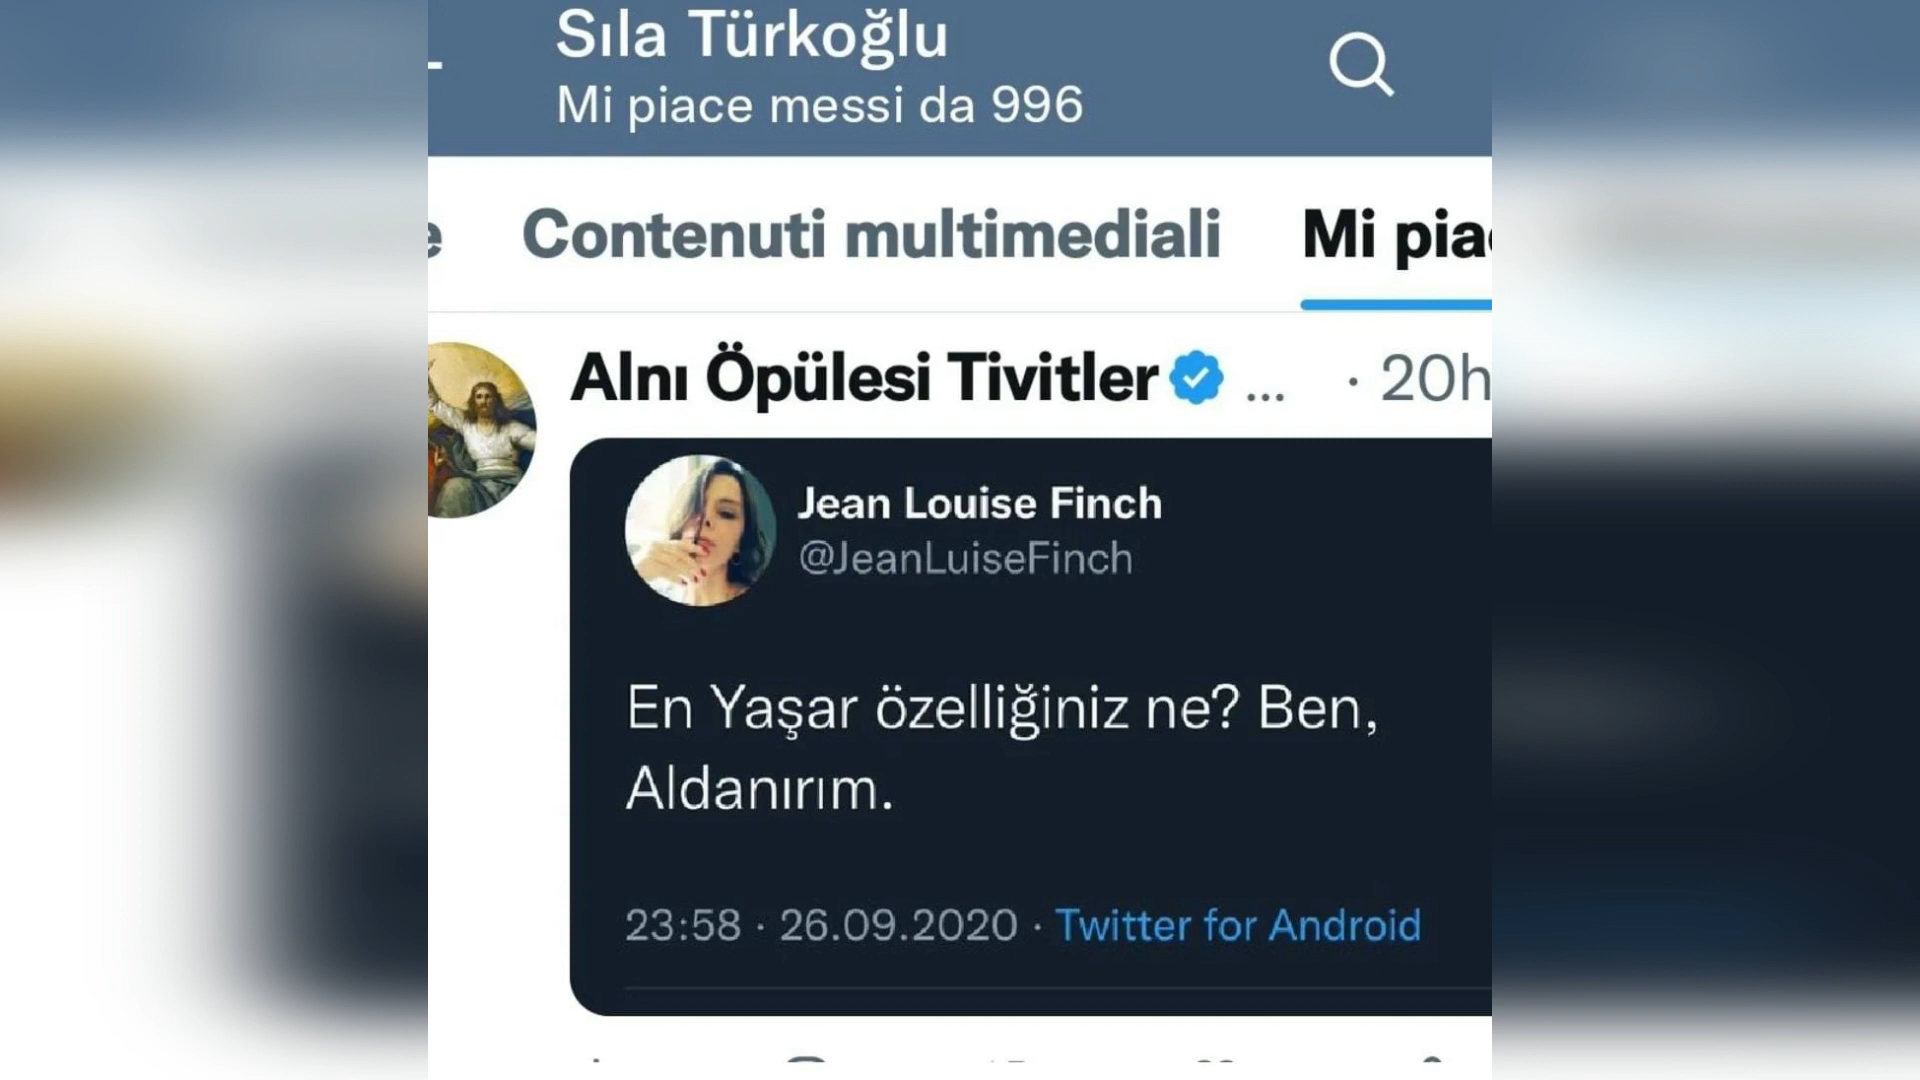 Sıla Türkoğlu
Mi piace messi da 996
e Contenuti multimediali Mi pia
Alnı Öpülesi Tivitler ... · 20h
Jean Louise Finch
@JeanLuiseFinch
En Yaşar özelliğiniz ne? Ben,
Aldanırım.
23:58 · 26.09.2020 · Twitter for Android